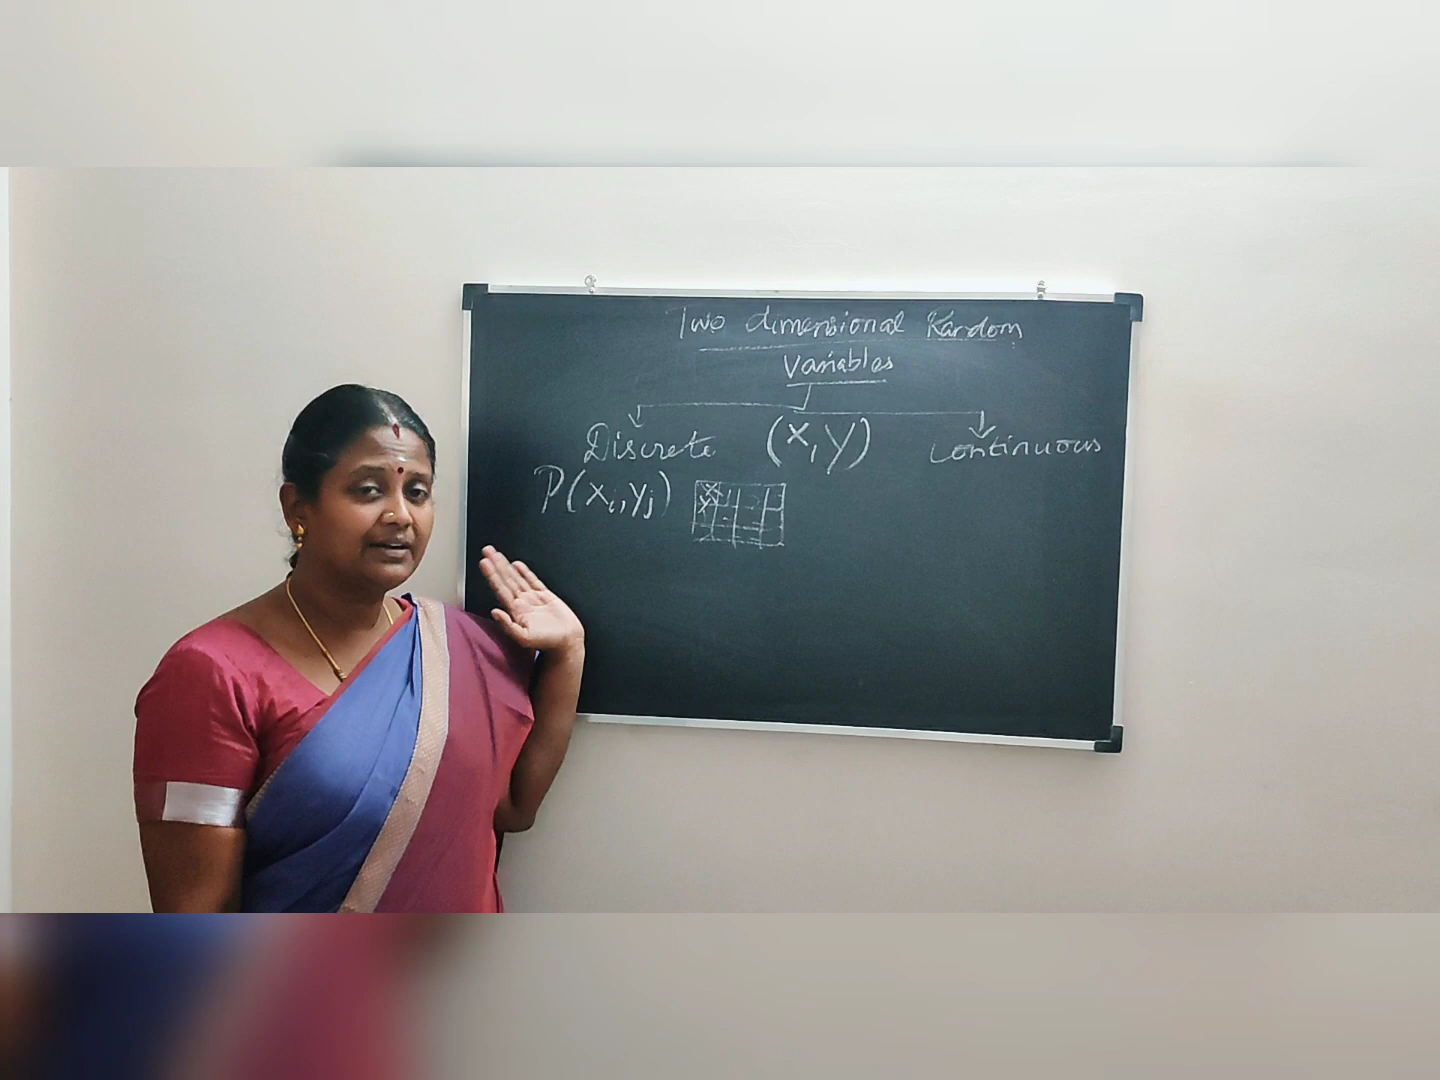 Two dimensional Random
Variables
Discrete (X, Y) Continuous
P(xi, yj) X
Y